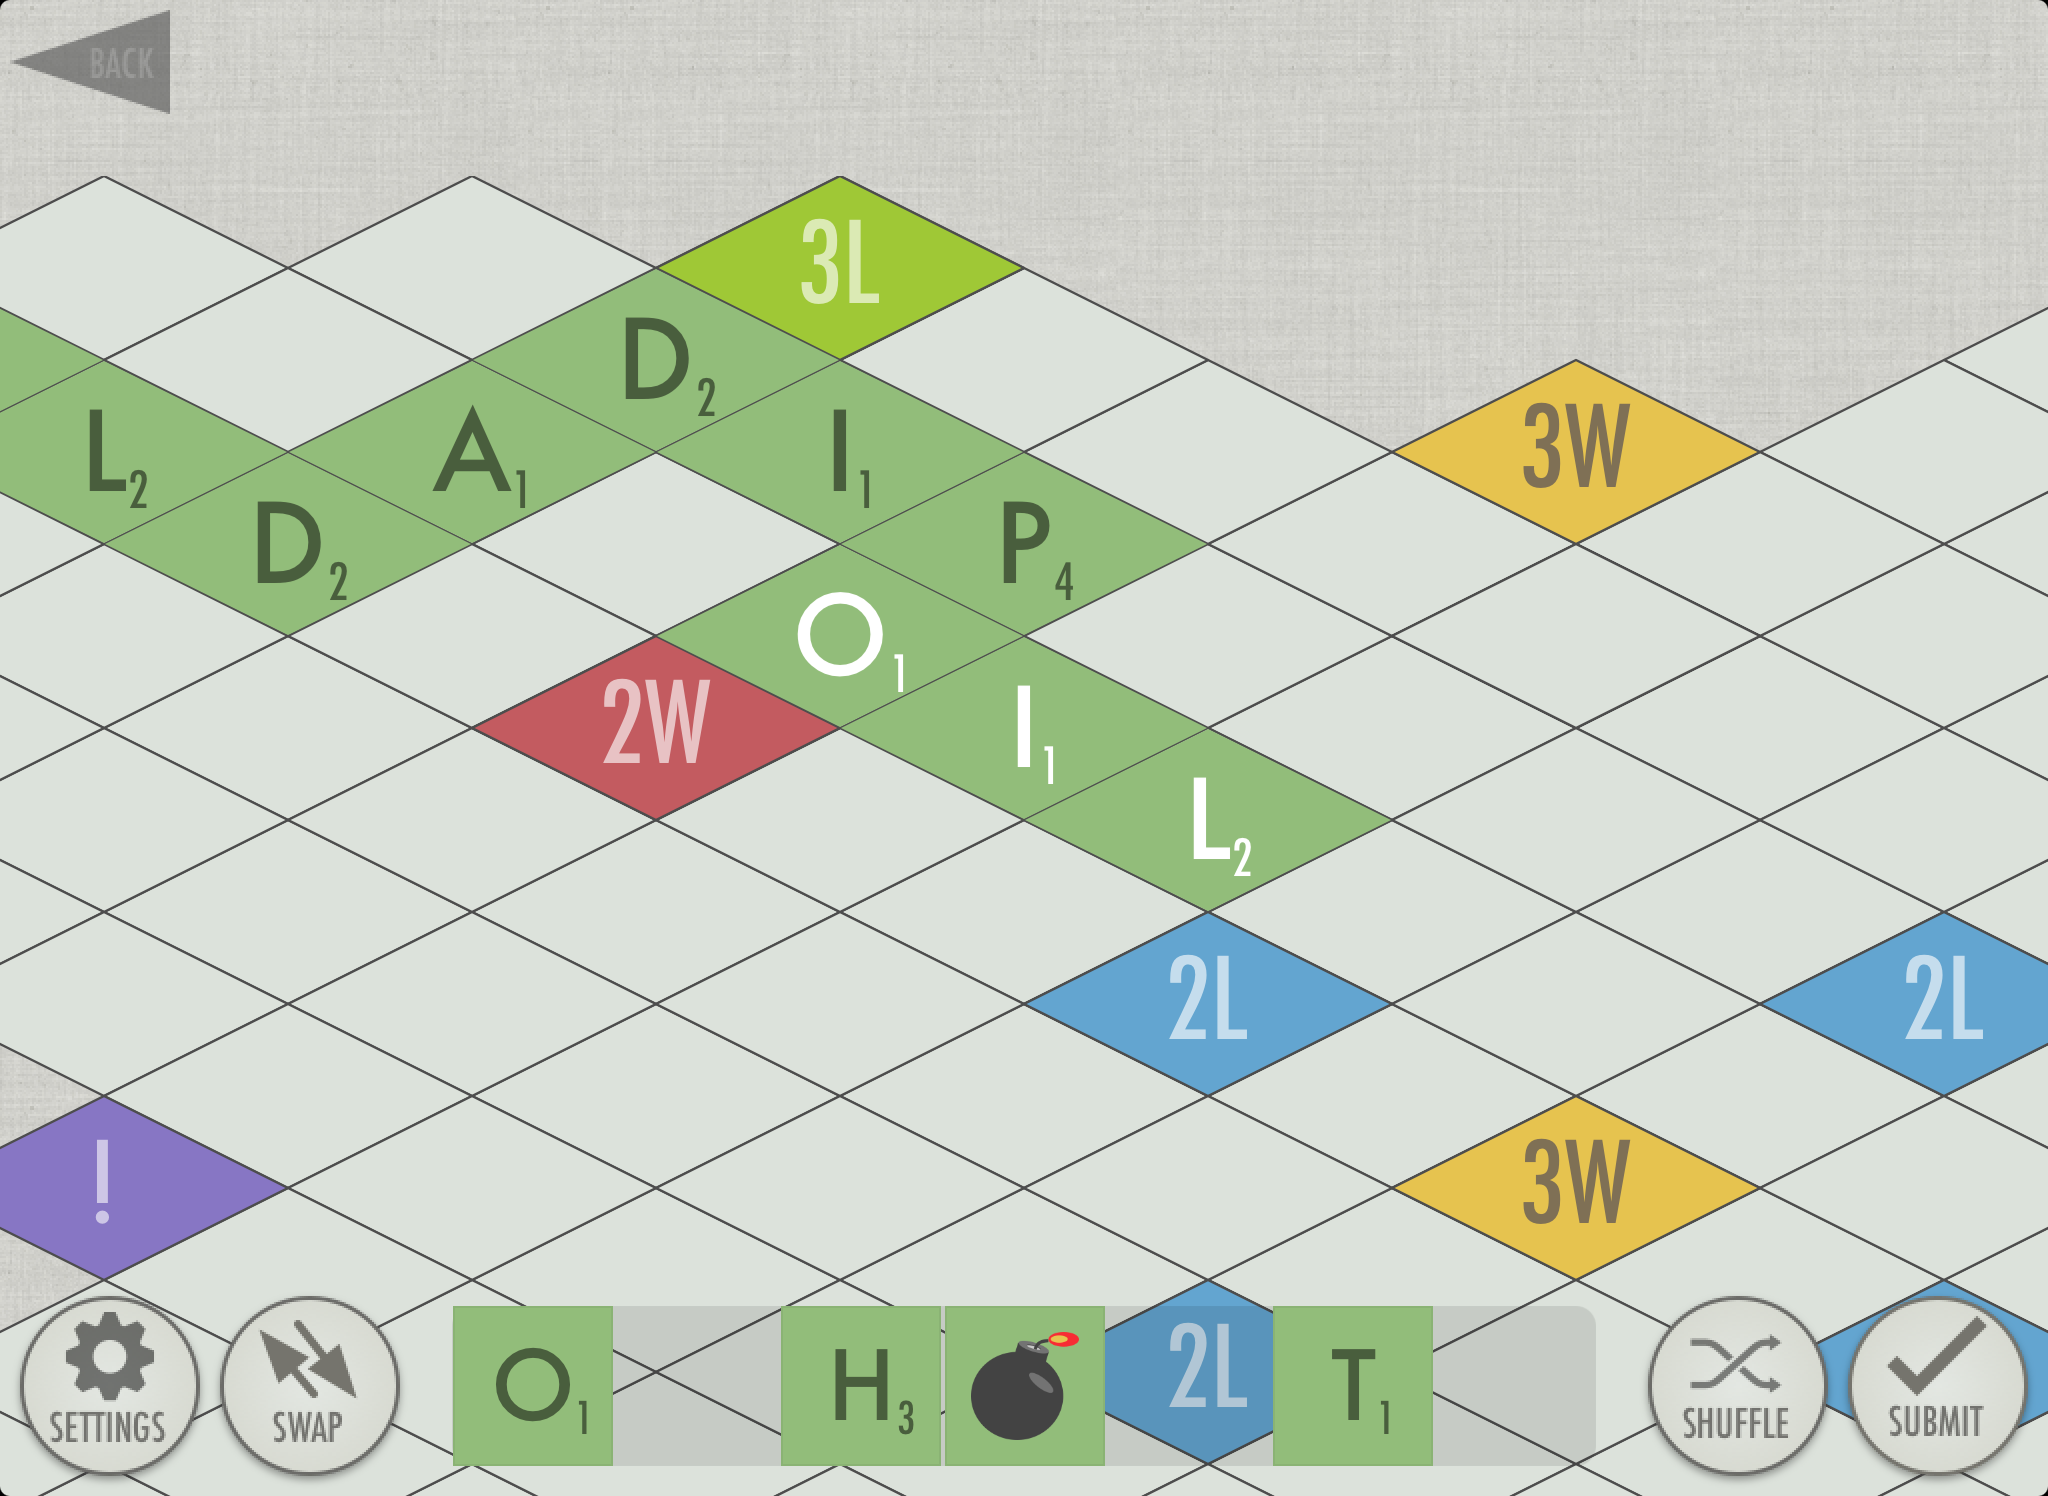 BACK
3L
D2
L2 A1 I1 3W
D2 P4
O1
2W I1
L2
2L 2L
! 3W
O1 H3 2L T1
SETTINGS SWAP SHUFFLE SUBMIT